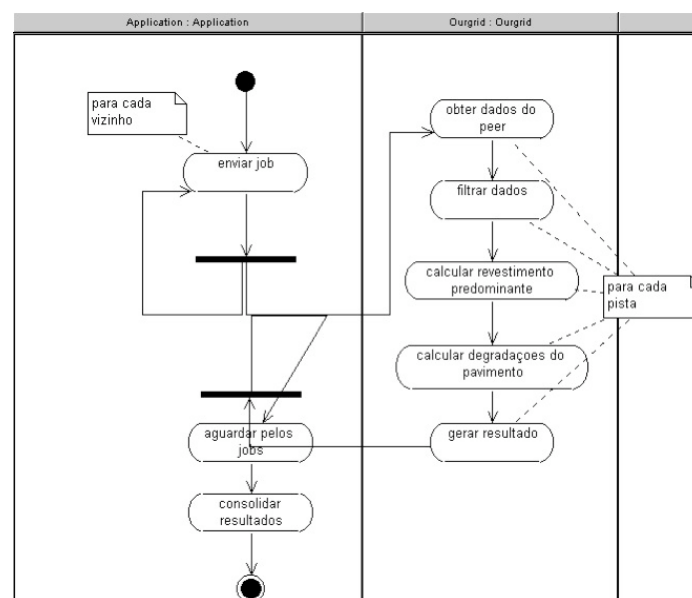 Application : Application
Ourgrid : Ourgrid
para cada
vizinho
enviar job
obter dados do
peer
filtrar dados
calcular revestimento
predominante
para cada
pista
calcular degradaçoes do
pavimento
aguardar pelos
jobs
gerar resultado
consolidar
resultados